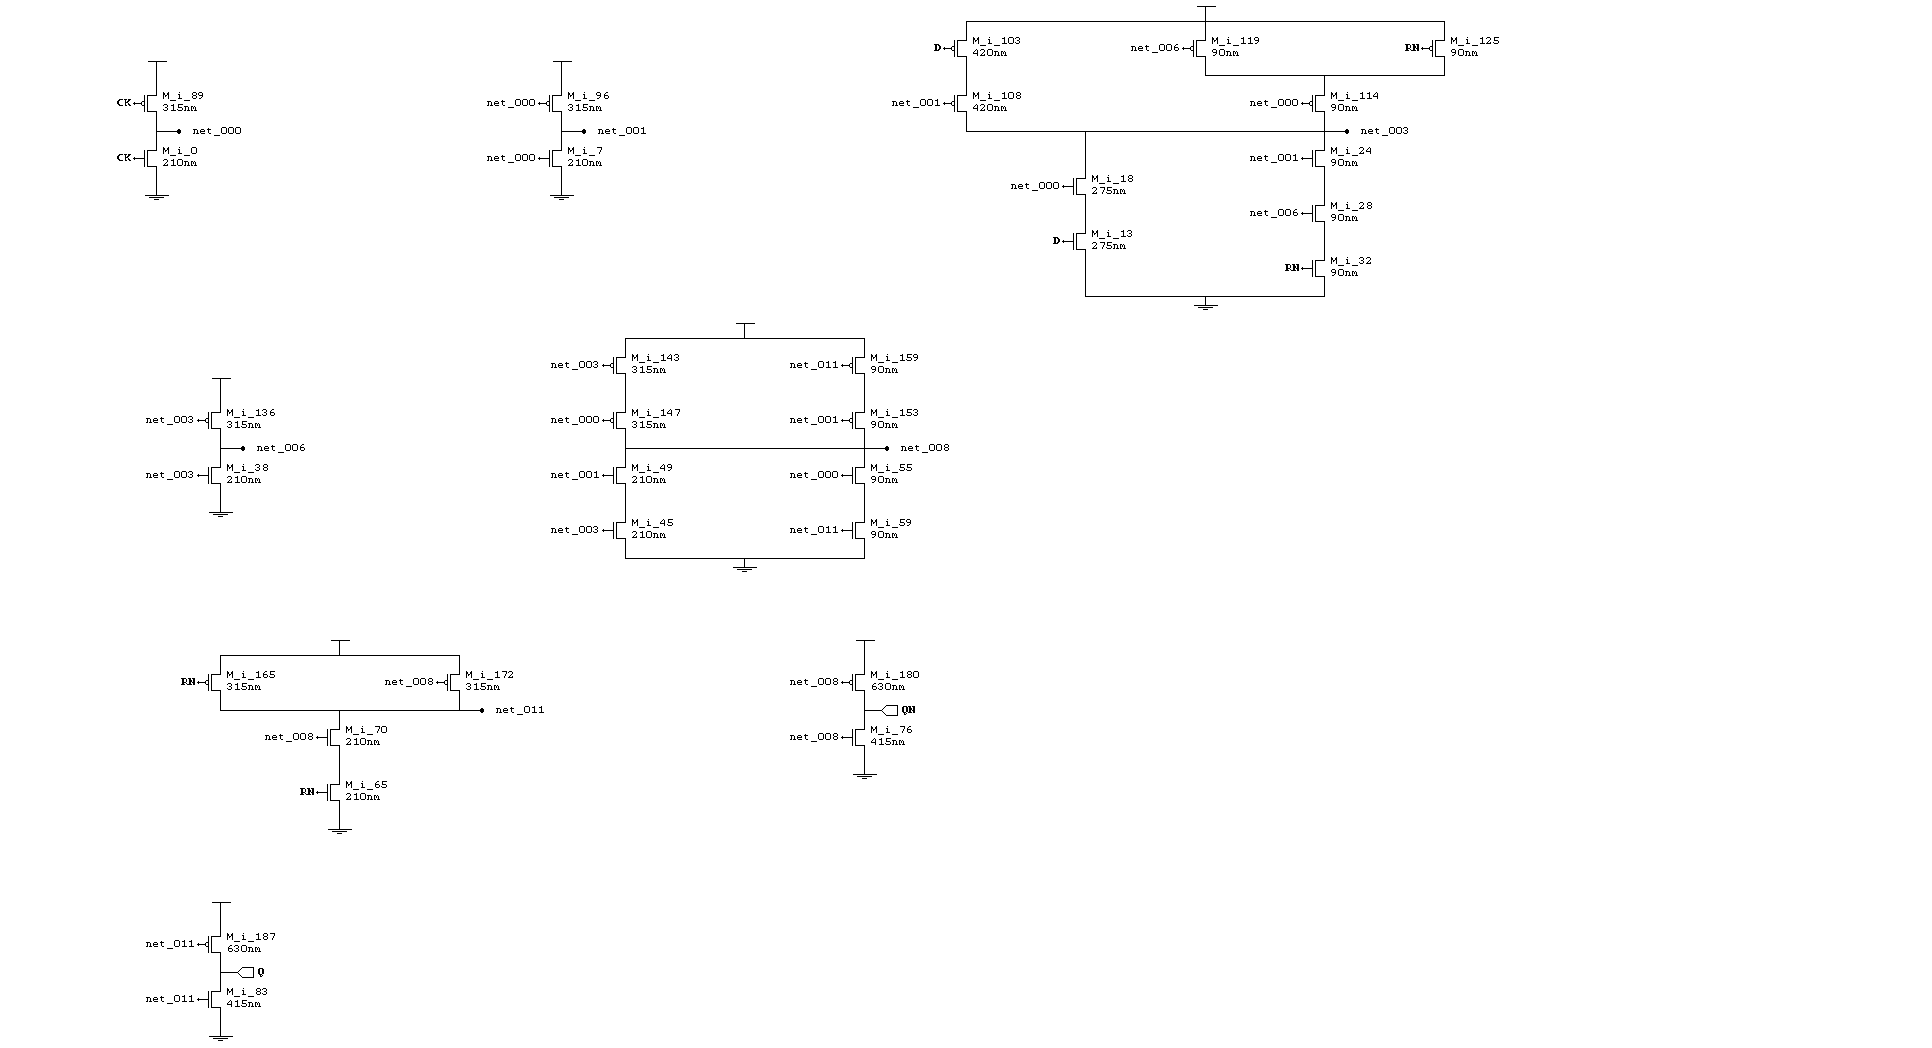 M_i_103
D
420nm
M_i_119
net_006
90nm
M_i_125
RN
90nm
M_i_89
CK
315nm
M_i_96
net_000
315nm
M_i_108
net_001
420nm
M_i_114
net_000
90nm
net_000
net_001
net_003
M_i_0
CK
210nm
M_i_7
net_000
210nm
M_i_24
net_001
90nm
M_i_18
net_000
275nm
M_i_28
net_006
90nm
M_i_13
D
275nm
M_i_32
RN
90nm
M_i_143
net_003
315nm
M_i_159
net_011
90nm
M_i_136
net_003
315nm
M_i_147
net_000
315nm
M_i_153
net_001
90nm
net_006
net_008
M_i_38
net_003
210nm
M_i_49
net_001
210nm
M_i_55
net_000
90nm
M_i_45
net_003
210nm
M_i_59
net_011
90nm
M_i_165
RN
315nm
M_i_172
net_008
315nm
M_i_180
net_008
630nm
net_011
QN
M_i_70
net_008
210nm
M_i_76
net_008
415nm
M_i_65
RN
210nm
M_i_187
net_011
630nm
Q
M_i_83
net_011
415nm